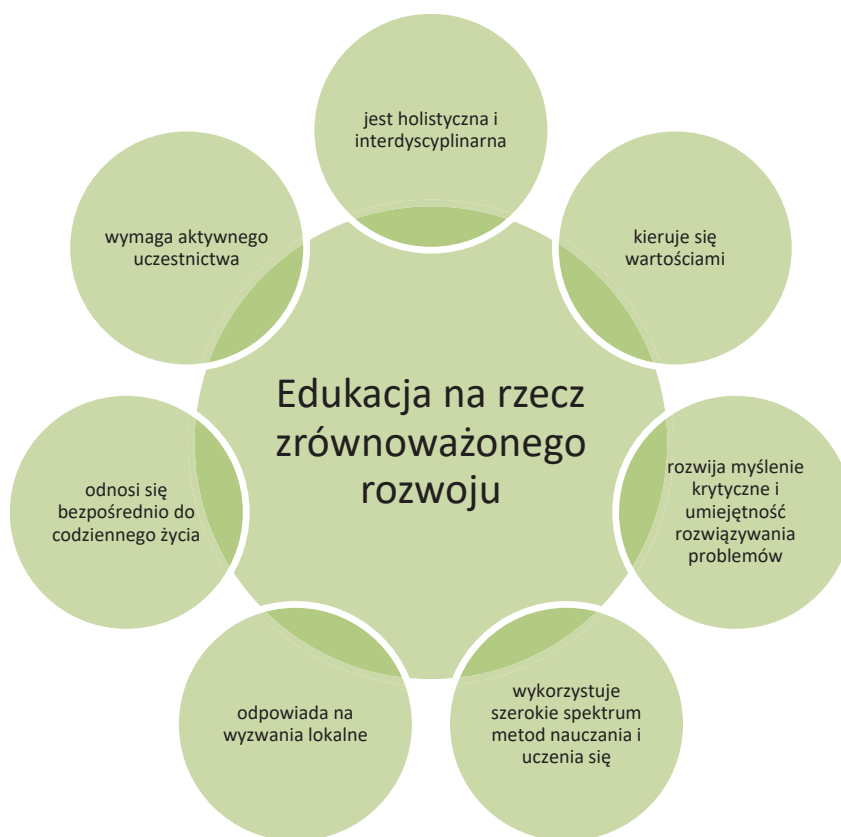 jest holistyczna i
interdyscyplinarna
kieruje się
wartościami
rozwija myślenie
krytyczne i
umiejętność
rozwiązywania
problemów
wykorzystuje
szerokie spektrum
metod nauczania i
uczenia się
odpowiada na
wyzwania lokalne
odnosi się
bezpośrednio do
codziennego życia
wymaga aktywnego
uczestnictwa
Edukacja na rzecz
zrównoważonego
rozwoju